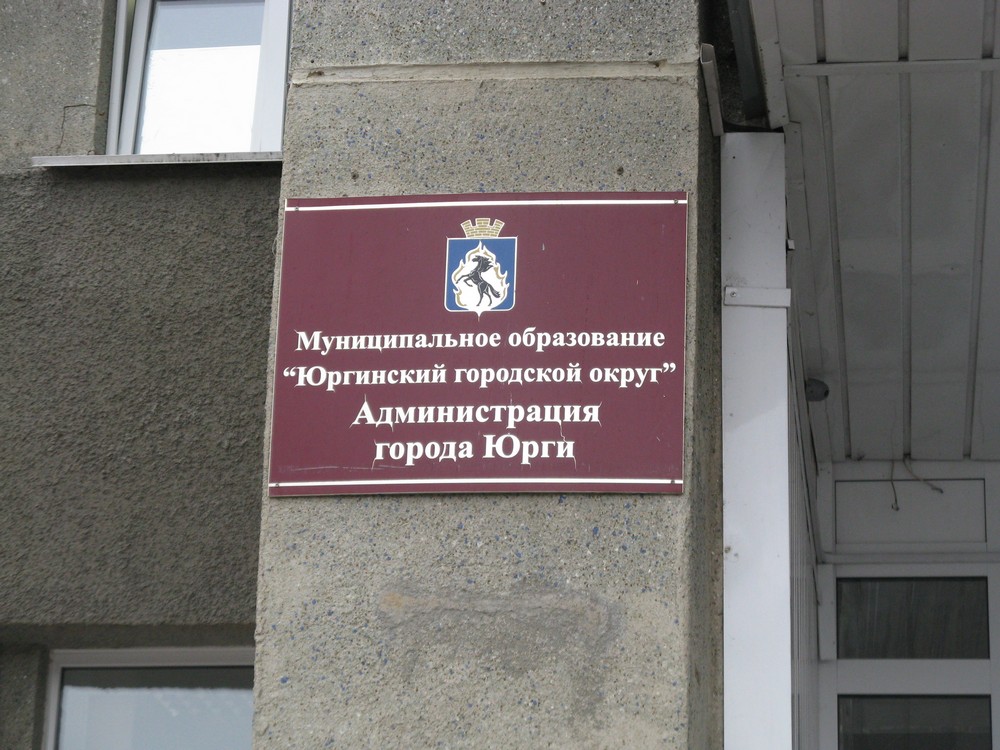 Муниципальное образование
“Юргинский городской округ”
Администрация
города Юрги